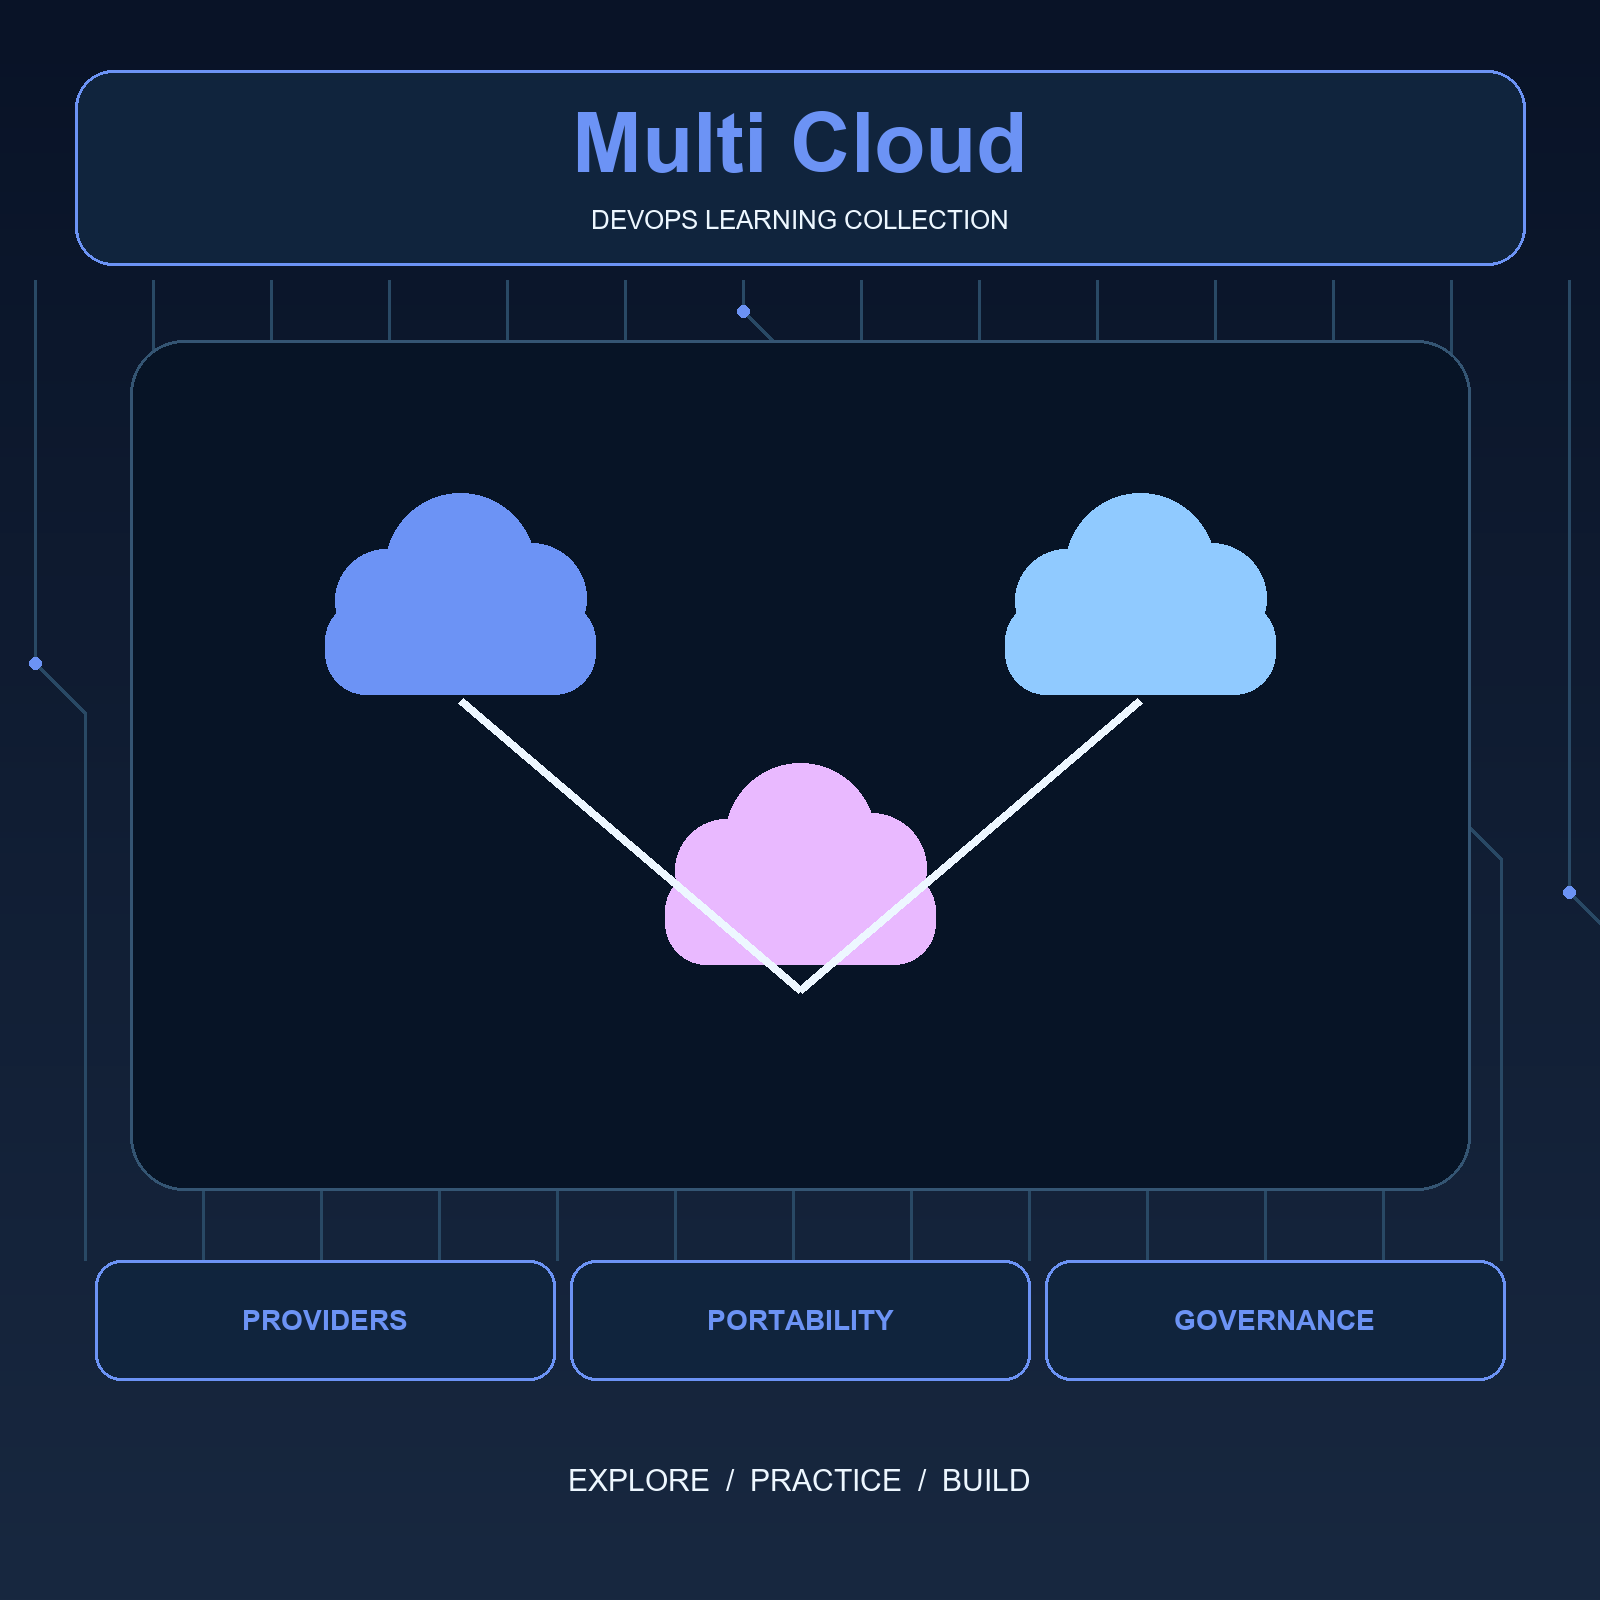 Multi Cloud
DEVOPS LEARNING COLLECTION
PROVIDERS
PORTABILITY
GOVERNANCE
EXPLORE / PRACTICE / BUILD